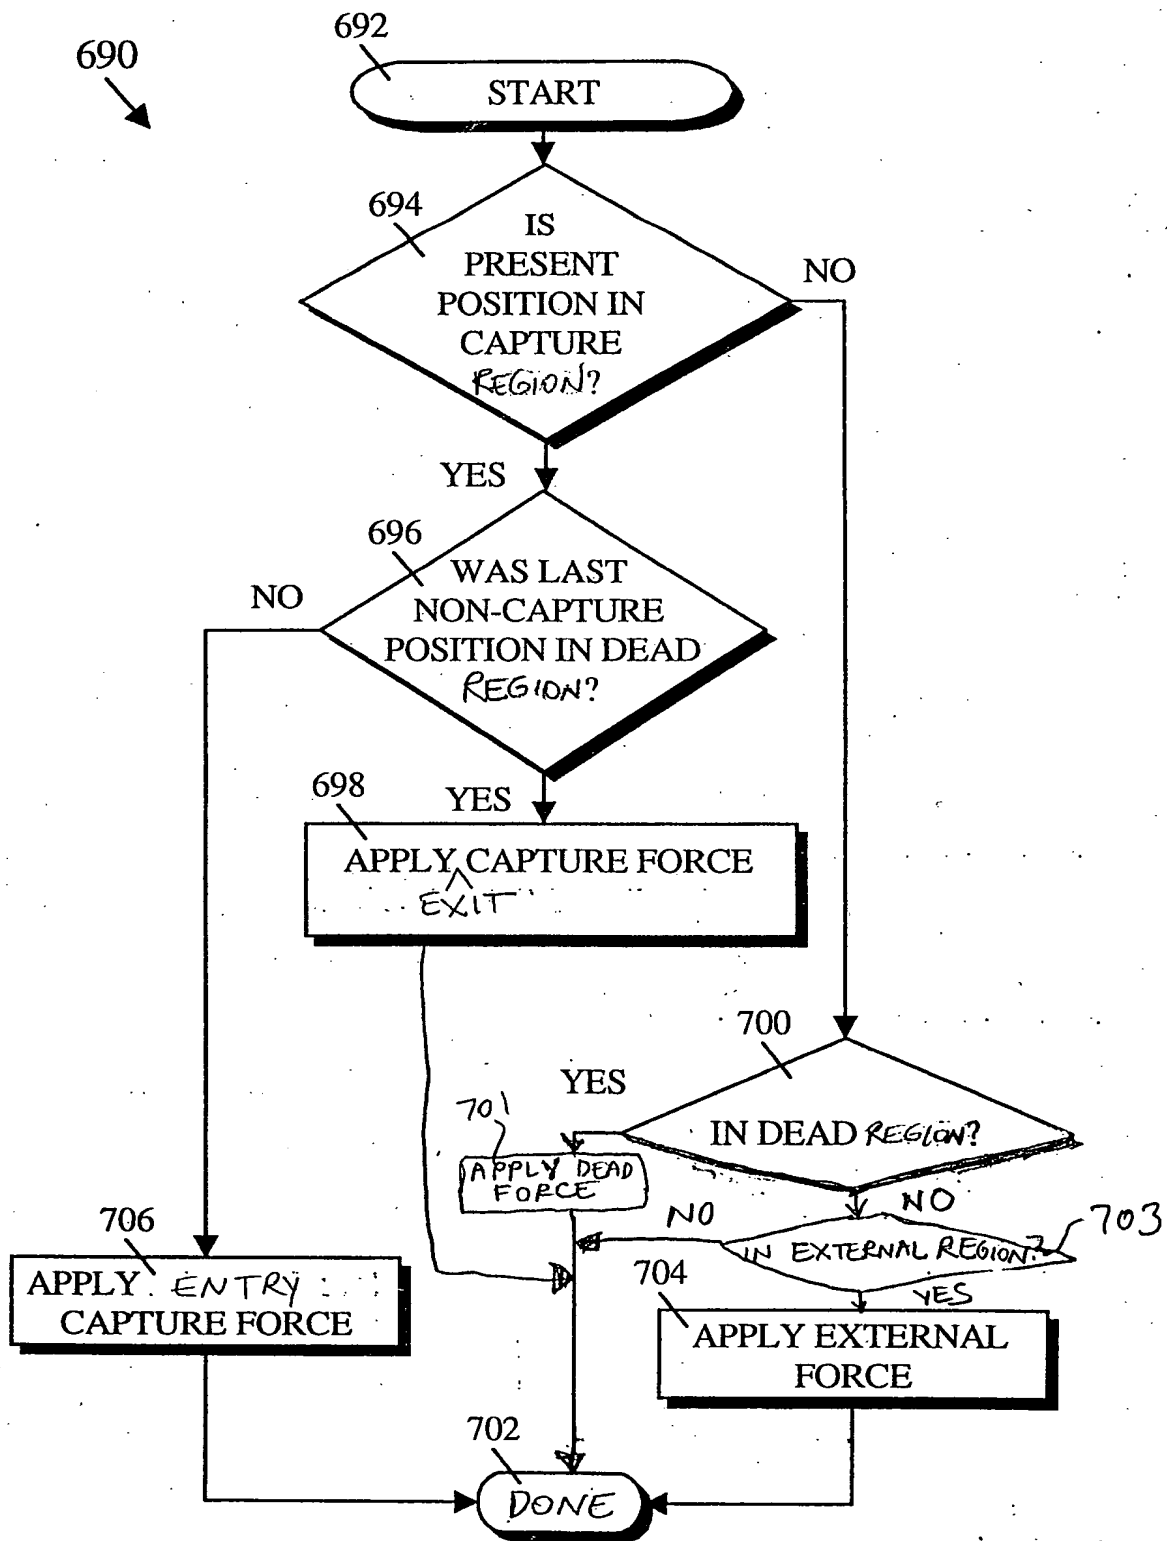 690
692
START
694
IS
PRESENT
POSITION IN
CAPTURE
REGION?
NO
YES
696
WAS LAST
NON-CAPTURE
POSITION IN DEAD
REGION?
NO
698
YES
APPLY CAPTURE FORCE
EXIT
700
YES
IN DEAD REGION?
701
APPLY DEAD
FORCE
NO
NO
703
IN EXTERNAL REGION?
706
APPLY ENTRY
CAPTURE FORCE
704
YES
APPLY EXTERNAL
FORCE
702
DONE